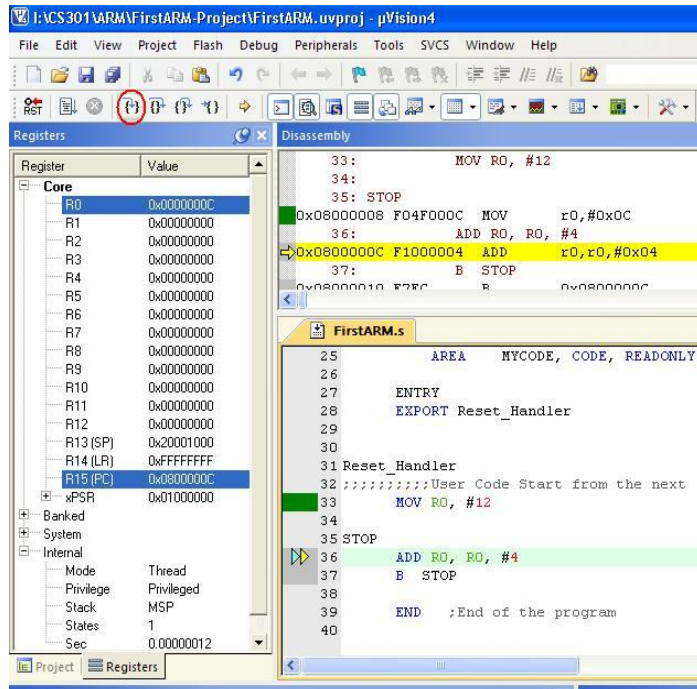 I:\CS301\ARM\FirstARM-Project\FirstARM.uvproj - µVision4
File Edit View Project Flash Debug Peripherals Tools SVCS Window Help
RST
Registers
Register Value
Core
R0 0x0000000C
R1 0x00000000
R2 0x00000000
R3 0x00000000
R4 0x00000000
R5 0x00000000
R6 0x00000000
R7 0x00000000
R8 0x00000000
R9 0x00000000
R10 0x00000000
R11 0x00000000
R12 0x00000000
R13 (SP) 0x20001000
R14 (LR) 0xFFFFFFFF
R15 (PC) 0x0800000C
xPSR 0x01000000
Banked
System
Internal
Mode Thread
Privilege Privileged
Stack MSP
States 1
Sec 0.00000012
Project Registers
Disassembly
33: MOV R0, #12
34:
35: STOP
0x08000008 F04F000C MOV r0,#0x0C
36: ADD R0, R0, #4
0x0800000C F1000004 ADD r0,r0,#0x04
37: B STOP
0x08000010 E7FC B 0x0800000C
FirstARM.s
25 AREA MYCODE, CODE, READONLY
26
27 ENTRY
28 EXPORT Reset_Handler
29
30
31 Reset_Handler
32 ;;;;;;;;;;User Code Start from the next
33 MOV R0, #12
34
35 STOP
36 ADD R0, R0, #4
37 B STOP
38
39 END ;End of the program
40